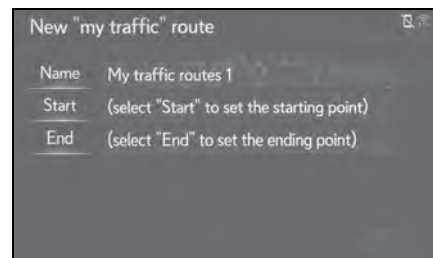 New "my traffic" route
Name My traffic routes 1
Start (select "Start" to set the starting point)
End (select "End" to set the ending point)